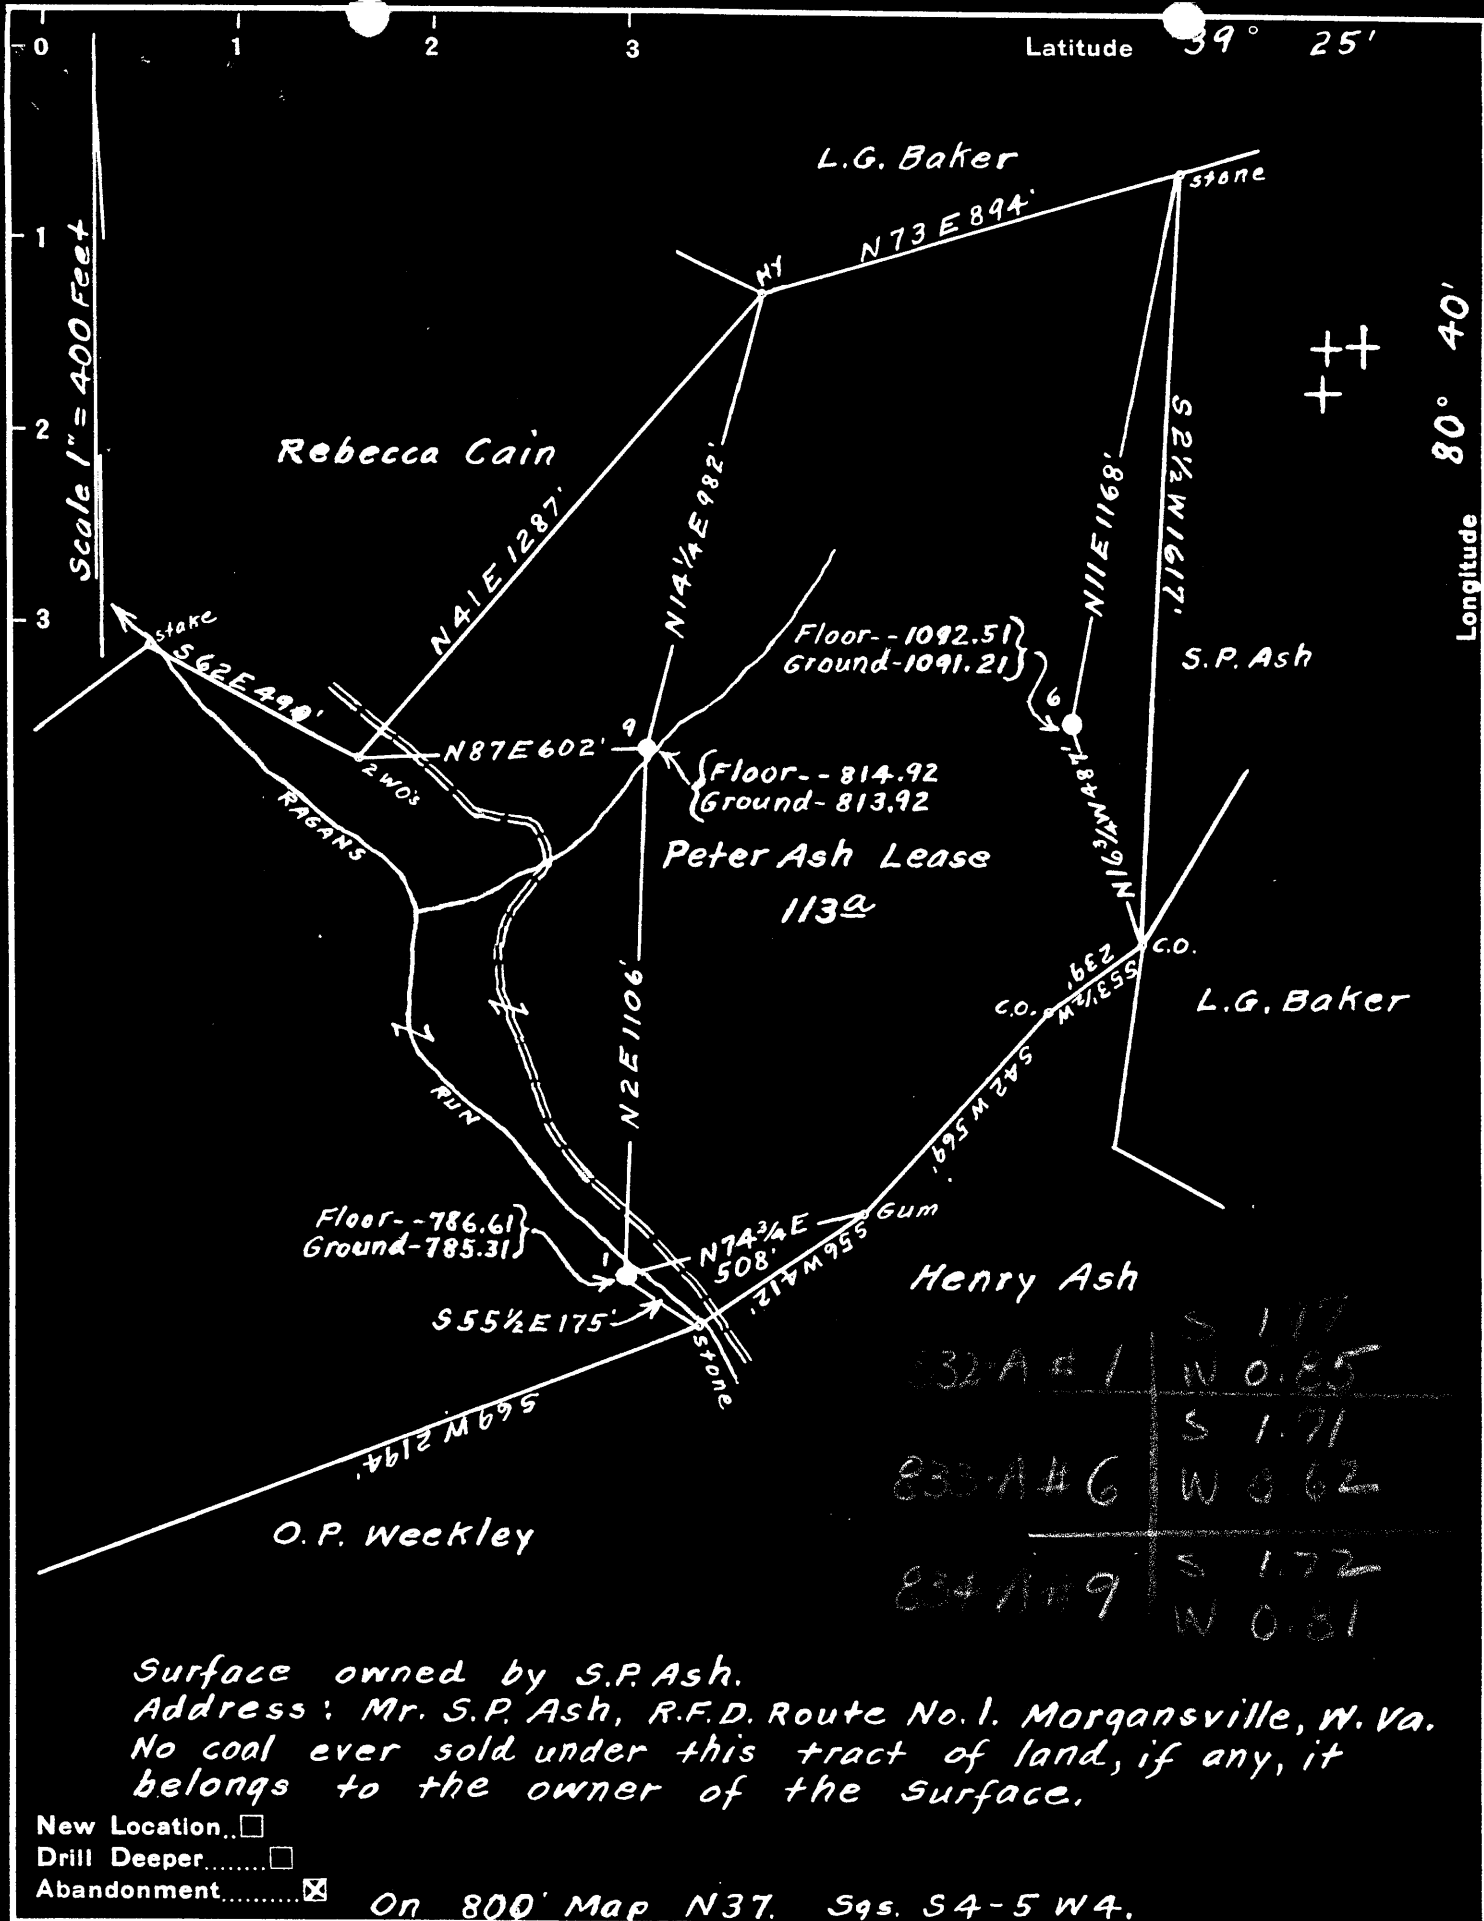 0 1 2 3 Latitude 39° 25'
L.G. Baker
stone
N73E894'
HY
1
Scale 1"= 400 Feet
Longitude 80° 40'
2
Rebecca Cain
N41E1287'
N14¼E982'
N11E1168'
S2½W1617'
3
stake
S62E490'
Floor--1092.51
Ground-1091.21
6
S.P. Ash
9
N87E602'
2WO's
Floor--814.92
Ground-813.92
N16¾W487'
RAGANS
Peter Ash Lease
113a
C.O.
S53½W
239'
C.O.
L.G. Baker
N2E1106'
S42W569'
RUN
Floor--786.61
Ground-785.31
1
N74¾E
508'
Gum
S56W412'
Henry Ash
S55½E175'
stone
S69W2194'
O.P. Weekley
S
-A # 1 W 0.85
S 1.71
833-A # 6 W 62
S 1.72
834-A # 9 W 0.81
Surface owned by S.P. Ash.
Address: Mr. S.P. Ash, R.F.D. Route No.1. Morgansville, W. Va.
No coal ever sold under this tract of land, if any, it
belongs to the owner of the Surface.
New Location..☐
Drill Deeper........☐
Abandonment..........☒
On 800' Map N37. Sqs. S4-5 W4.